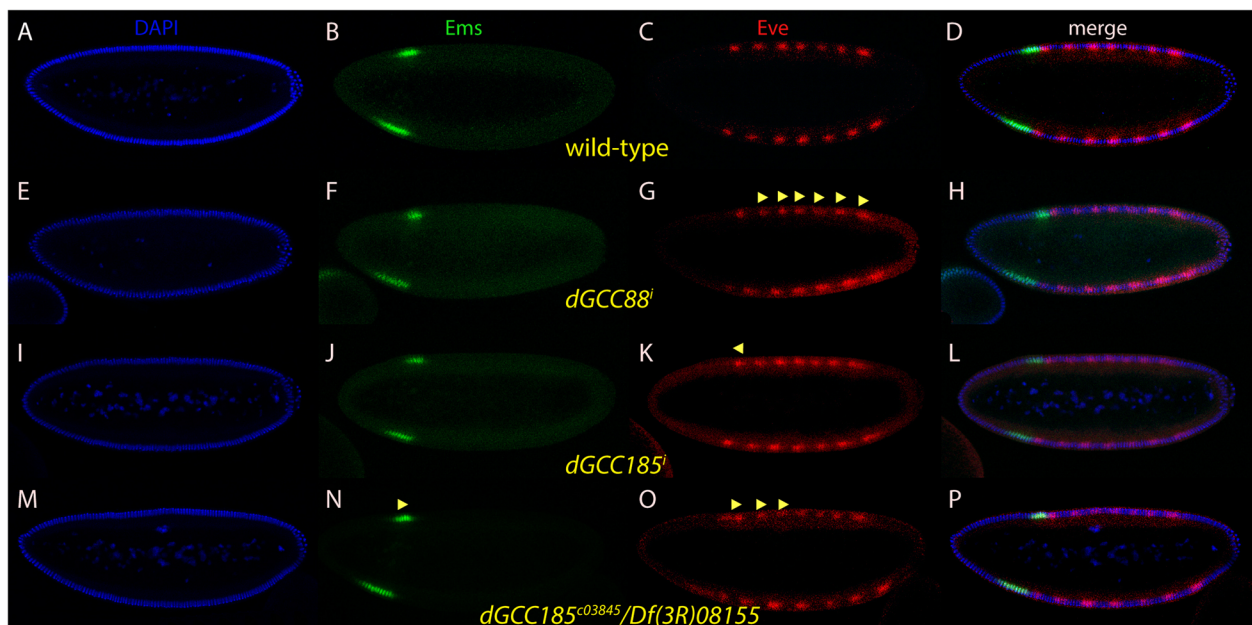 A DAPI B Ems C Eve D merge
wild-type
E F G H
dGCC88ⁱ
I J K L
dGCC185ⁱ
M N O P
dGCC185ᶜ⁰³⁸⁴⁵/Df(3R)08155